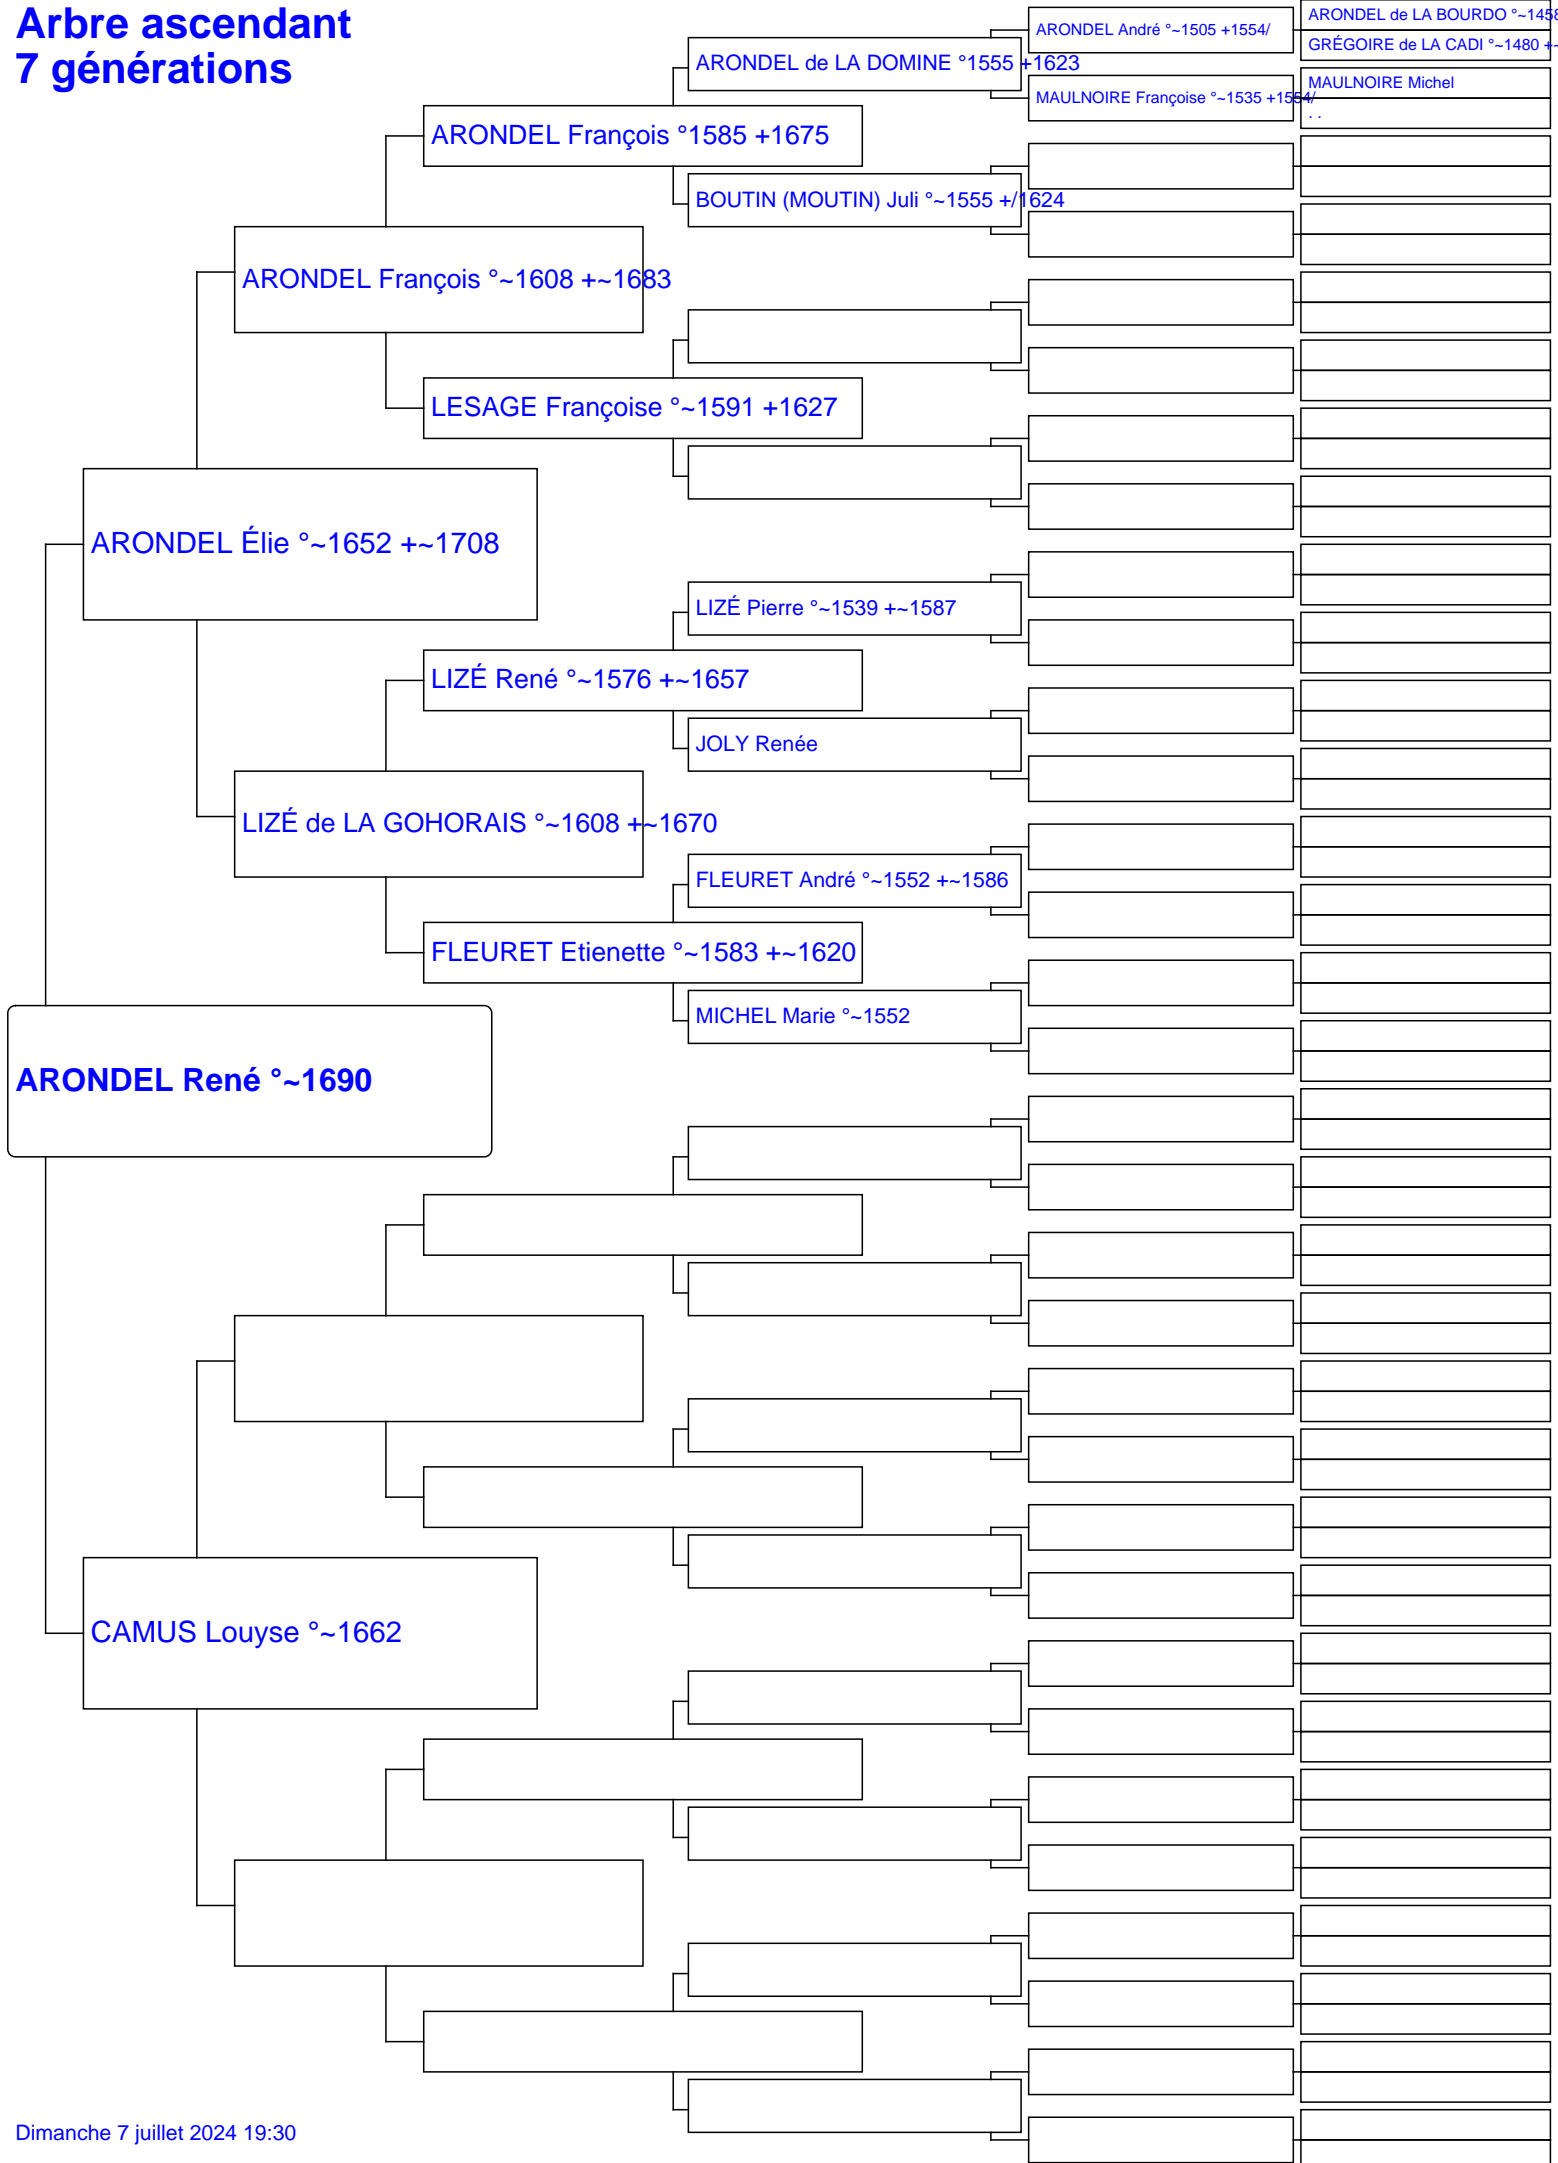 Arbre ascendant
7 générations
ARONDEL André °~1505 +1554/
ARONDEL de LA BOURDO °~1458
GRÉGOIRE de LA CADI °~1480 +~
ARONDEL de LA DOMINE °1555 +1623
MAULNOIRE Françoise °~1535 +1554/
MAULNOIRE Michel
. .
ARONDEL François °1585 +1675
BOUTIN (MOUTIN) Juli °~1555 +/1624
ARONDEL François °~1608 +~1683
LESAGE Françoise °~1591 +1627
ARONDEL Élie °~1652 +~1708
LIZÉ Pierre °~1539 +~1587
LIZÉ René °~1576 +~1657
JOLY Renée
LIZÉ de LA GOHORAIS °~1608 +~1670
FLEURET André °~1552 +~1586
FLEURET Etienette °~1583 +~1620
MICHEL Marie °~1552
ARONDEL René °~1690
CAMUS Louyse °~1662
Dimanche 7 juillet 2024 19:30